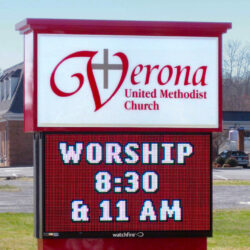 Verona
United Methodist
Church
WORSHIP
8:30
& 11 AM
watchfire